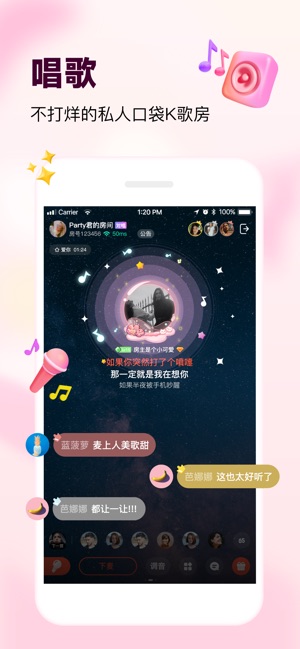 唱歌
不打烊的私人口袋K歌房
Carrier 1:20 PM 100%
Party君的房间
房号123456 50ms 公告
爱你 01:24
房主是个小可爱
如果你突然打了个喷嚏
那一定就是我在想你
如果半夜被手机吵醒
蓝菠萝 麦上人美歌甜
芭娜娜 这也太好听了
芭娜娜 都让一让!!!
65
下麦 调音